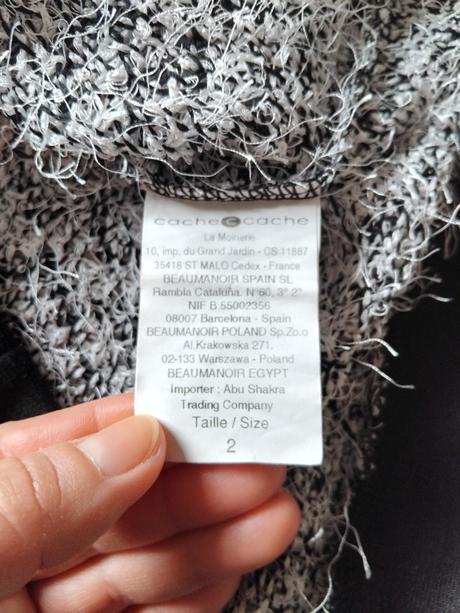 cache c cache
La Moinerie
10, imp. du Grand Jardin - CS 11887
35418 ST MALO Cedex - France
BEAUMANOIR SPAIN SL
Rambla Cataluña. N°60, 3° 2°
NIF B 55002356
08007 Barcelona - Spain
BEAUMANOIR POLAND Sp.Zo.o
Al.Krakowska 271.
02-133 Warszawa - Poland
BEAUMANOIR EGYPT
Importer : Abu Shakra
Trading Company
Taille / Size
2